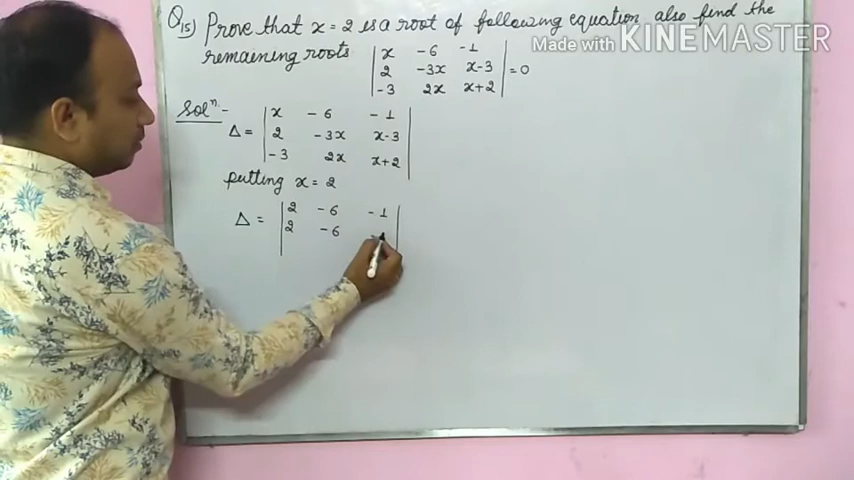 Q15) Prove that x = 2 is a root of following equation also find the
remaining roots | x -6 -1 |
| 2 -3x x-3 | = 0
| -3 2x x+2 |
Made with KINEMASTER
Solⁿ:-
Δ = | x -6 -1 |
| 2 -3x x-3 |
| -3 2x x+2 |
putting x = 2
Δ = | 2 -6 -1 |
| 2 -6 - |